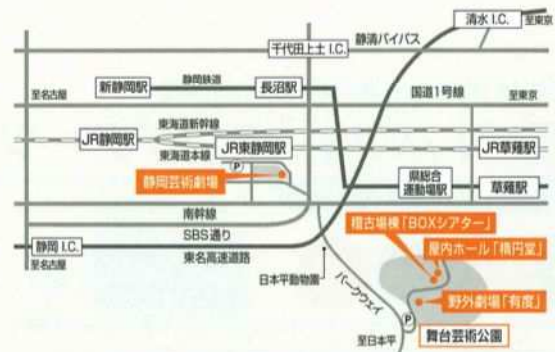 清水 I.C.
至東京
静清バイパス
千代田上土 I.C.
新静岡駅
静岡鉄道
長沼駅
国道1号線
至名古屋
至東京
東海道新幹線
JR静岡駅
JR東静岡駅
JR草薙駅
東海道本線
P
静岡芸術劇場
県総合
運動場駅
草薙駅
南幹線
稽古場棟「BOXシアター」
SBS通り
屋内ホール「楕円堂」
静岡 I.C.
東名高速道路
至名古屋
日本平動物園
パークウェイ
野外劇場「有度」
P
至日本平
舞台芸術公園